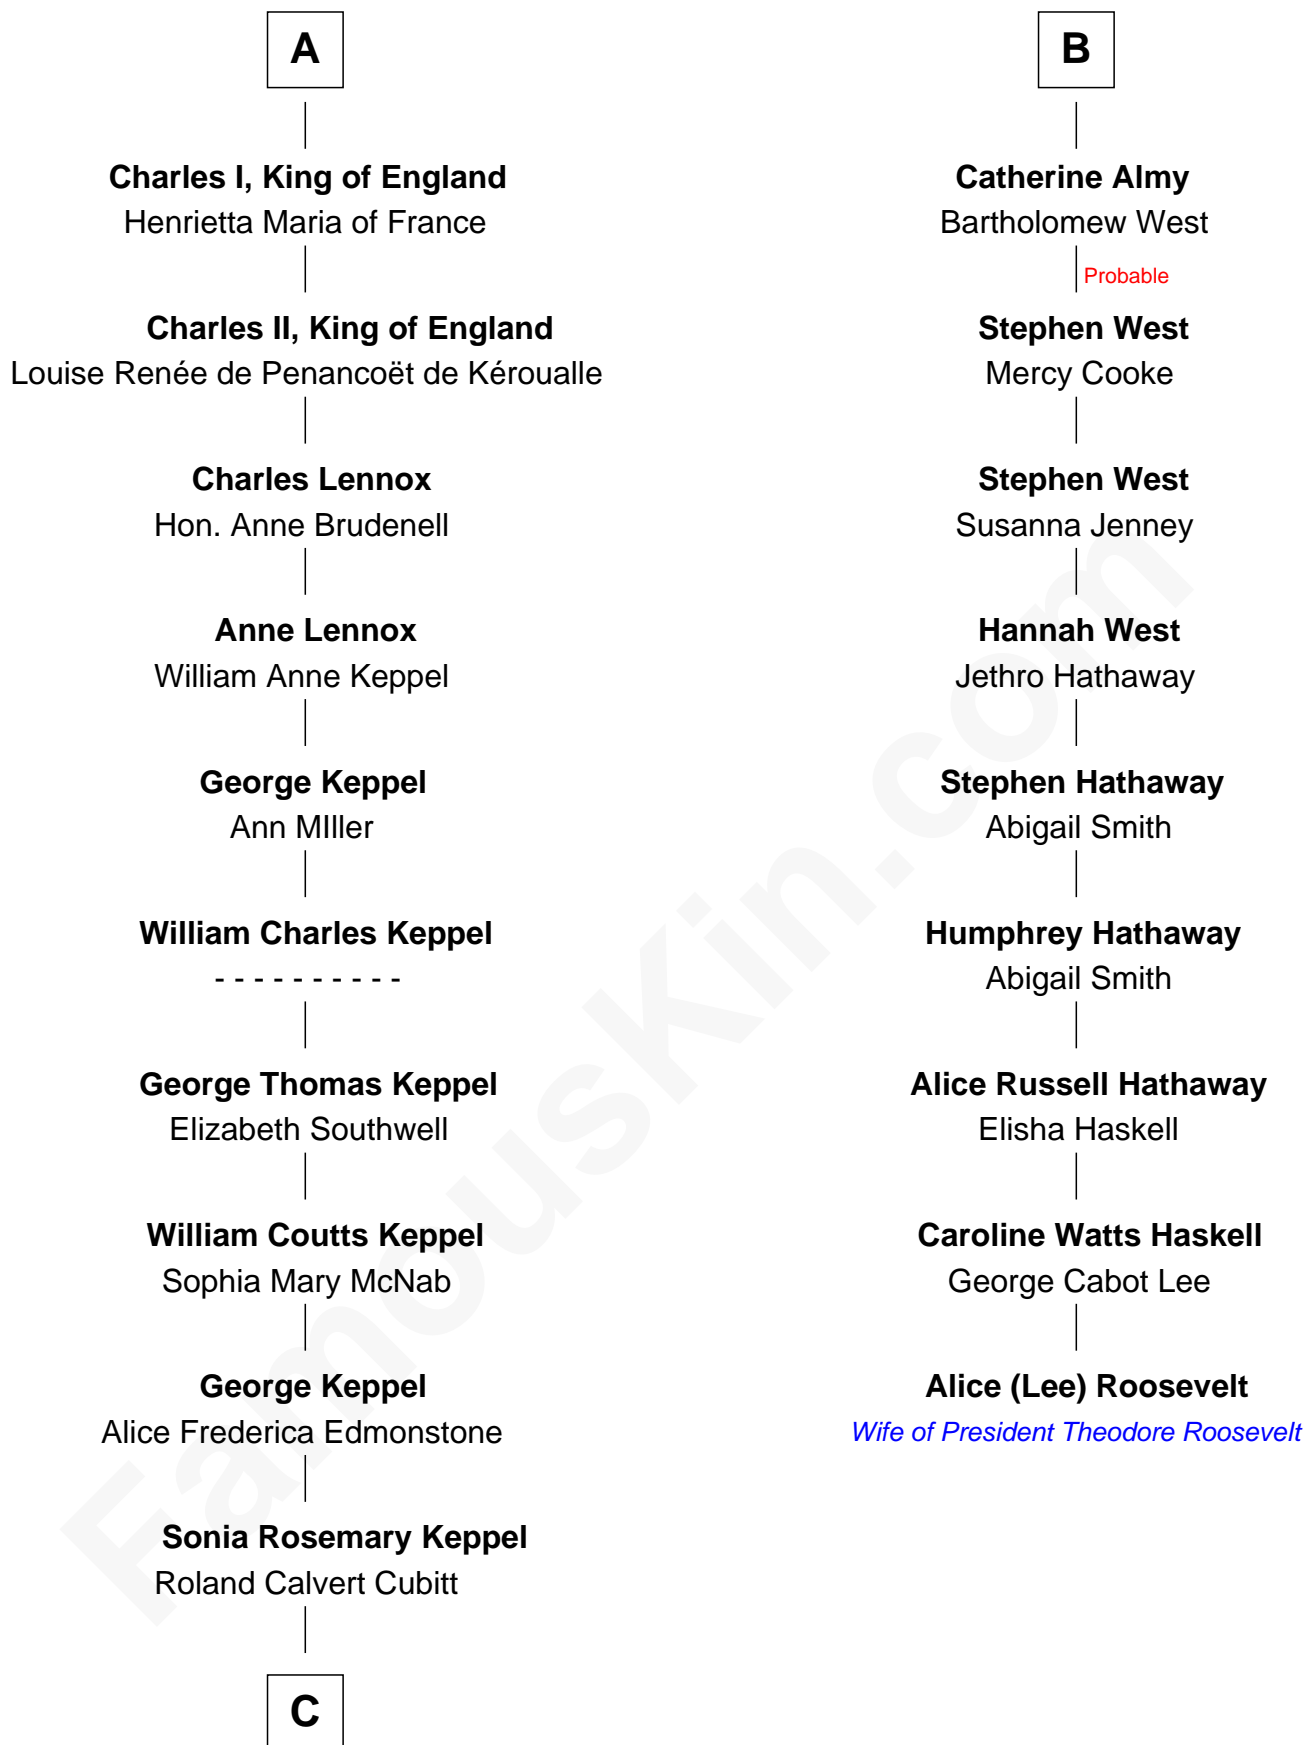 A
Charles I, King of England
Henrietta Maria of France
Charles II, King of England
Louise Renée de Penancoët de Kéroualle
Charles Lennox
Hon. Anne Brudenell
Anne Lennox
William Anne Keppel
George Keppel
Ann MIller
William Charles Keppel
- - - - - - - - - -
George Thomas Keppel
Elizabeth Southwell
William Coutts Keppel
Sophia Mary McNab
George Keppel
Alice Frederica Edmonstone
Sonia Rosemary Keppel
Roland Calvert Cubitt
C
B
Catherine Almy
Bartholomew West
Probable
Stephen West
Mercy Cooke
Stephen West
Susanna Jenney
Hannah West
Jethro Hathaway
Stephen Hathaway
Abigail Smith
Humphrey Hathaway
Abigail Smith
Alice Russell Hathaway
Elisha Haskell
Caroline Watts Haskell
George Cabot Lee
Alice (Lee) Roosevelt
Wife of President Theodore Roosevelt
FamousKin.com